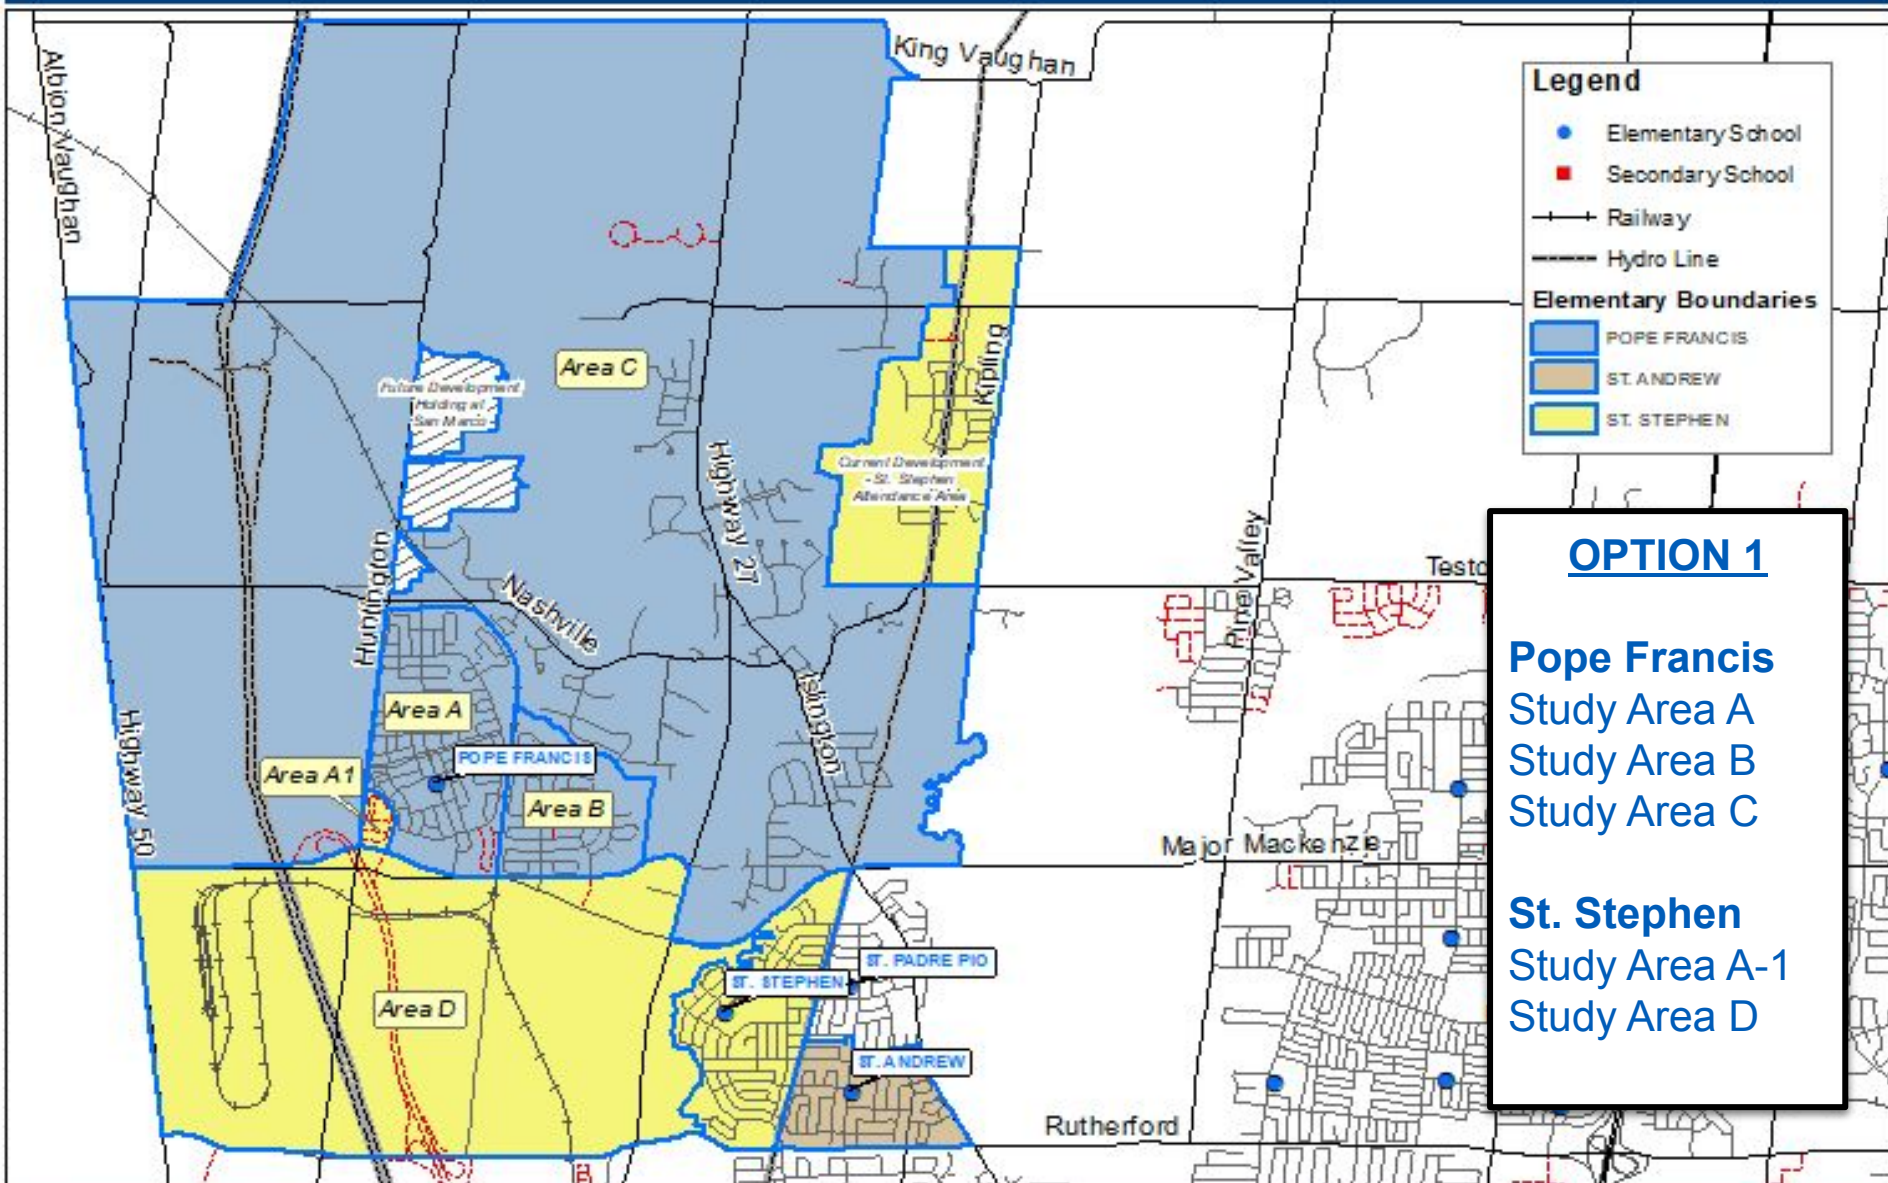 King Vaughan
Albion Vaughan
Legend
Elementary School
Secondary School
Railway
Hydro Line
Elementary Boundaries
POPE FRANCIS
ST. ANDREW
ST. STEPHEN
Area C
Kipling
Future Development
Holding at
San Marco
Highway 27
Current Development
- St. Stephen
Attendance Area
Huntington
Nashville
Pine Valley
Islington
Area A
POPE FRANCIS
Area A1
Area B
Highway 50
Major Mackenzie
ST. PADRE PIO
ST. STEPHEN
Area D
ST. ANDREW
Rutherford
OPTION 1
Pope Francis
Study Area A
Study Area B
Study Area C
St. Stephen
Study Area A-1
Study Area D